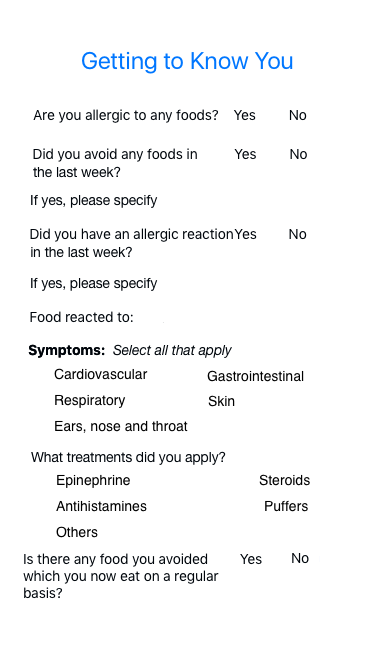 Getting to Know You
Are you allergic to any foods? Yes No
Did you avoid any foods in Yes No
the last week?
If yes, please specify
Did you have an allergic reaction Yes No
in the last week?
If yes, please specify
Food reacted to:
Symptoms: Select all that apply
Cardiovascular Gastrointestinal
Respiratory Skin
Ears, nose and throat
What treatments did you apply?
Epinephrine Steroids
Antihistamines Puffers
Others
Is there any food you avoided Yes No
which you now eat on a regular
basis?